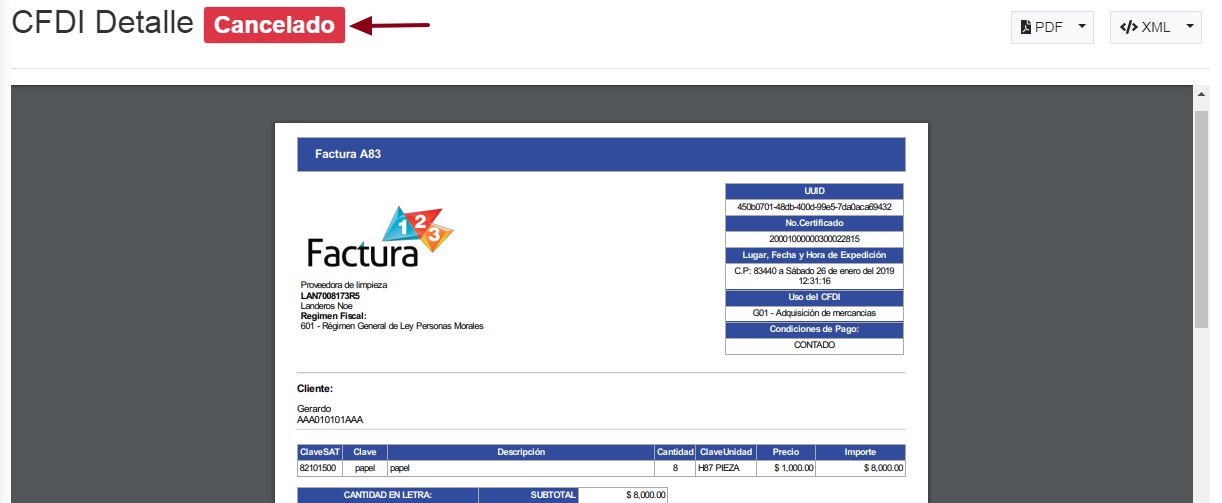 CFDI Detalle Cancelado
PDF
</> XML
Factura A83
1 2 3
Factura
UUID
450b0701-48db-400d-99e5-7da0aca69432
No.Certificado
20001000000300022815
Lugar, Fecha y Hora de Expedición
C.P: 83440 a Sábado 26 de enero del 2019
12:31:16
Uso del CFDI
G01 - Adquisición de mercancias
Condiciones de Pago:
CONTADO
Proveedora de limpieza
LAN7008173R5
Landeros Noe
Regimen Fiscal:
601 - Régimen General de Ley Personas Morales
Cliente:
Gerardo
AAA010101AAA
ClaveSAT Clave Descripción Cantidad ClaveUnidad Precio Importe
82101500 papel papel 8 H87 PIEZA $ 1,000.00 $ 8,000.00
CANTIDAD EN LETRA: SUBTOTAL $ 8,000.00